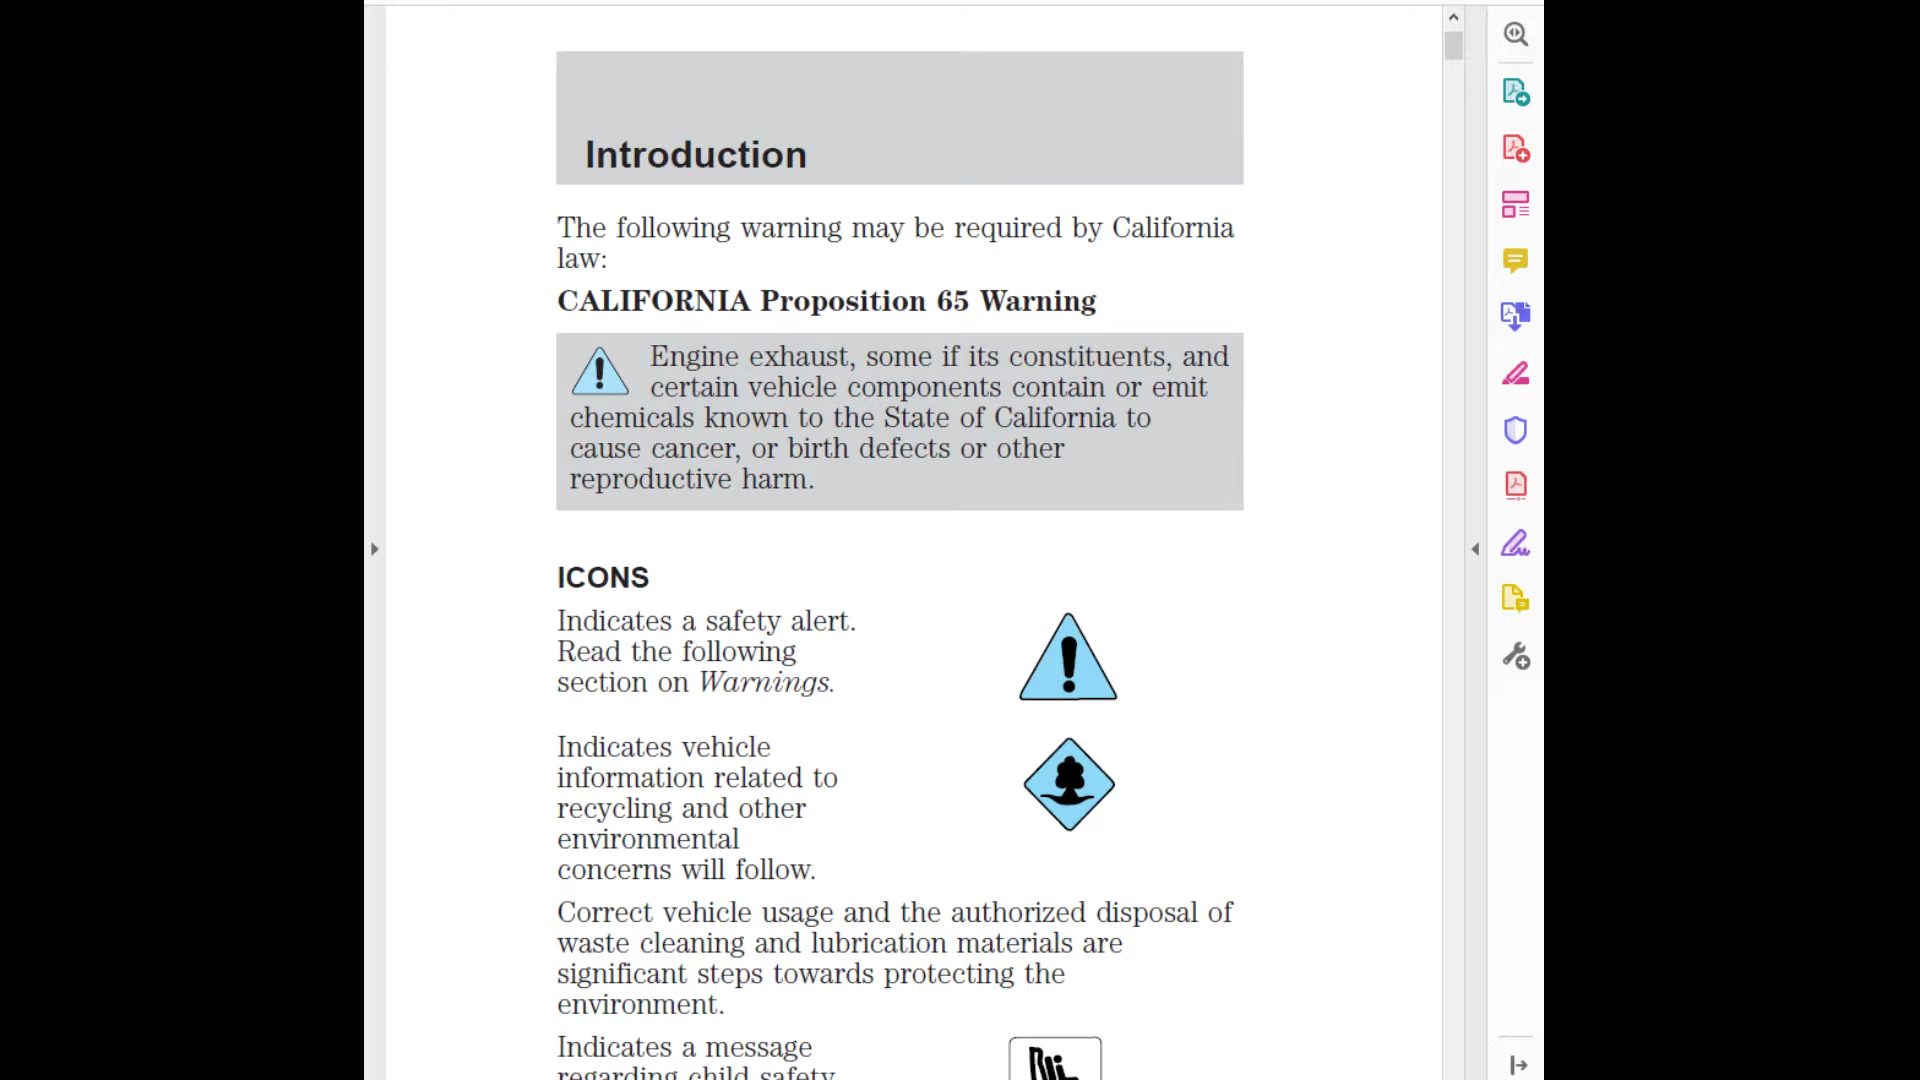 Introduction
The following warning may be required by California
law:
CALIFORNIA Proposition 65 Warning
Engine exhaust, some if its constituents, and
certain vehicle components contain or emit
chemicals known to the State of California to
cause cancer, or birth defects or other
reproductive harm.
ICONS
Indicates a safety alert.
Read the following
section on Warnings.
Indicates vehicle
information related to
recycling and other
environmental
concerns will follow.
Correct vehicle usage and the authorized disposal of
waste cleaning and lubrication materials are
significant steps towards protecting the
environment.
Indicates a message
regarding child safety